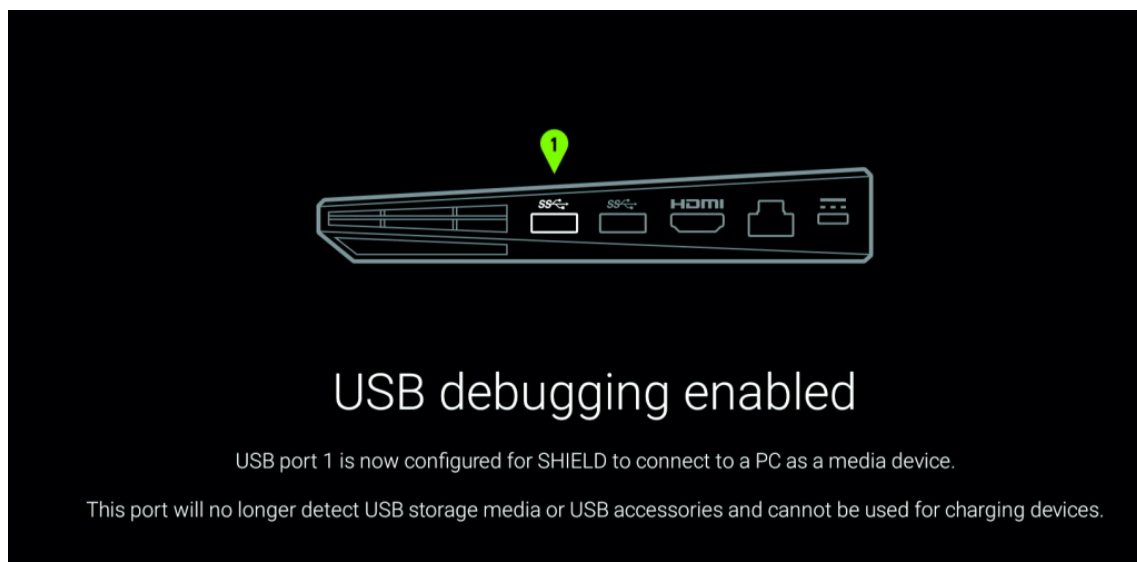 1
SS SS HDMI
USB debugging enabled
USB port 1 is now configured for SHIELD to connect to a PC as a media device.
This port will no longer detect USB storage media or USB accessories and cannot be used for charging devices.